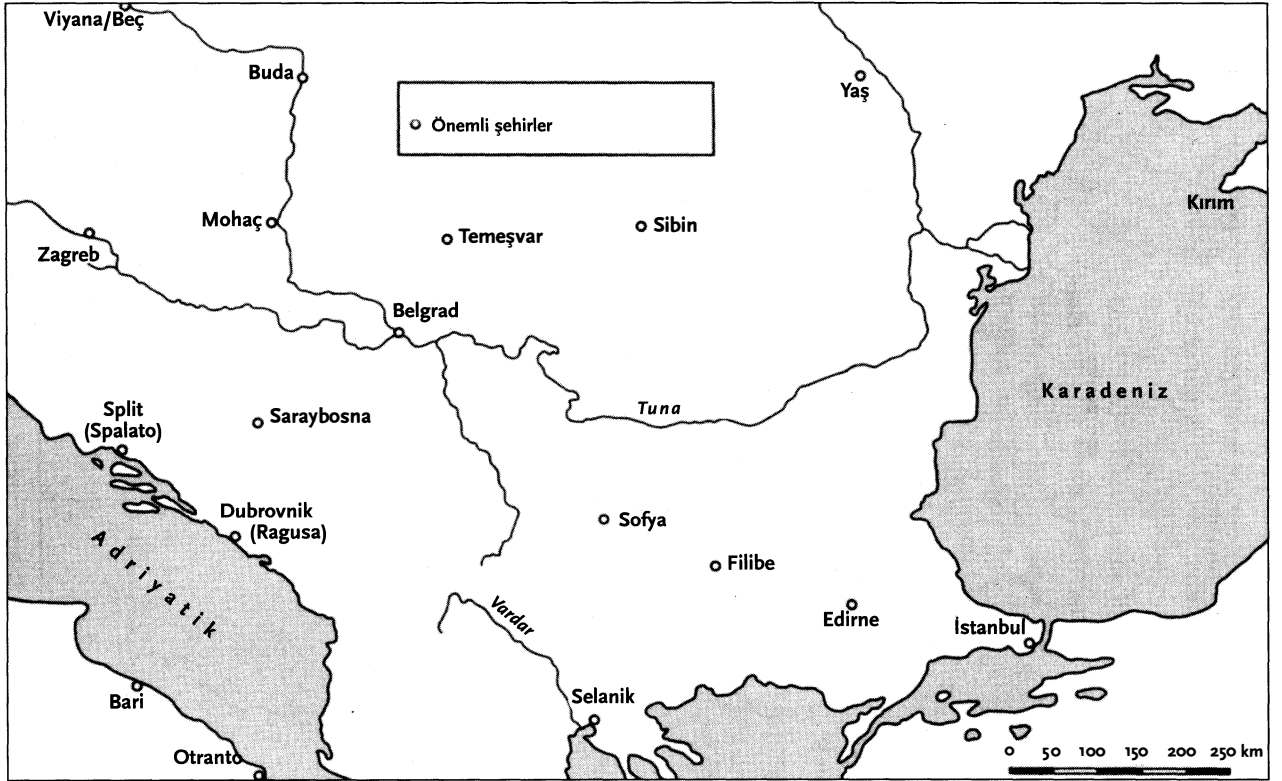 Viyana/Beç
Buda
Önemli şehirler
Yaş
Kırım
Mohaç
Temeşvar
Sibin
Zagreb
Belgrad
Karadeniz
Tuna
Split
(Spalato)
Saraybosna
Dubrovnik
(Ragusa)
Sofya
Adriyatik
Filibe
Vardar
Edirne
İstanbul
Bari
Selanik
Otranto
0 50 100 150 200 250 km